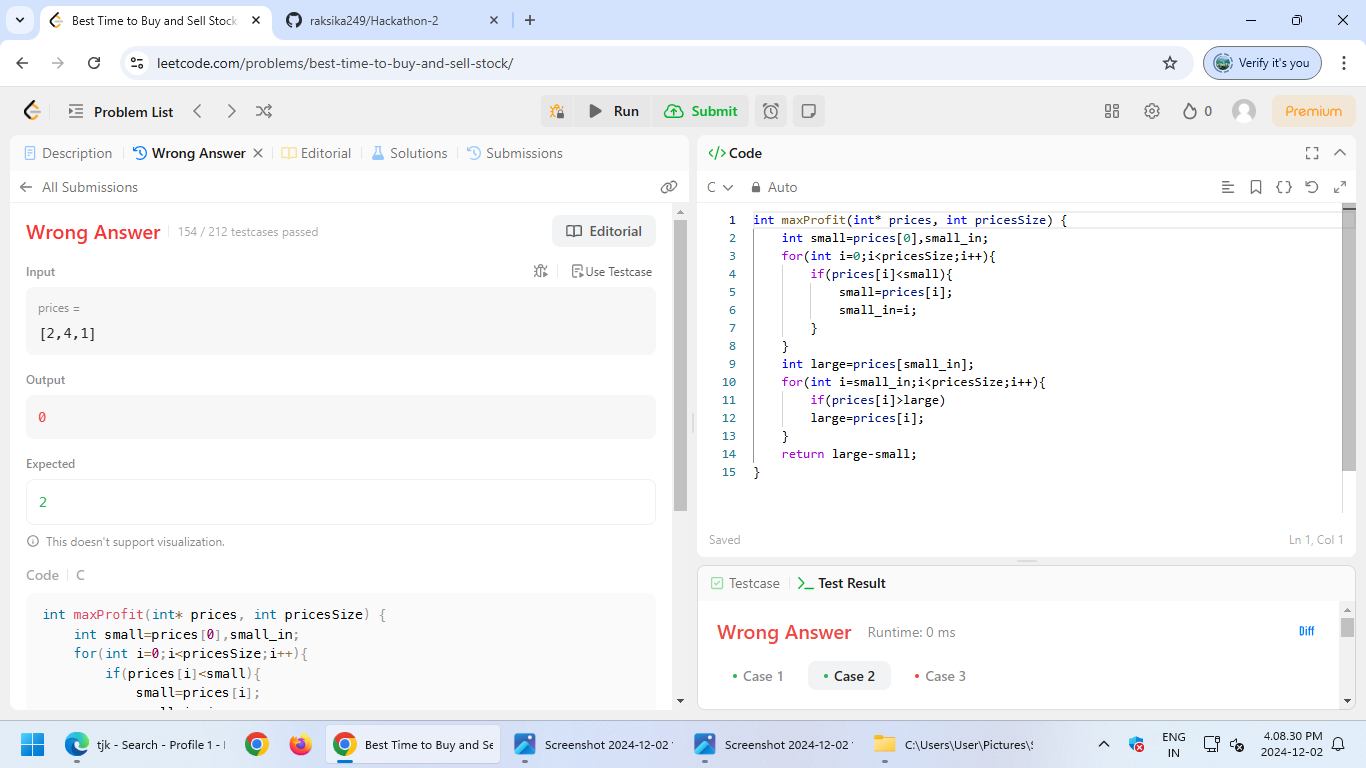 Best Time to Buy and Sell Stock
raksika249/Hackathon-2
leetcode.com/problems/best-time-to-buy-and-sell-stock/
Verify it's you
Problem List
Run
Submit
0
Premium
Description
Wrong Answer
Editorial
Solutions
Submissions
All Submissions
Wrong Answer
154 / 212 testcases passed
Editorial
Input
Use Testcase
prices =
[2,4,1]
Output
0
Expected
2
This doesn't support visualization.
Code
C
int maxProfit(int* prices, int pricesSize) {
int small=prices[0],small_in;
for(int i=0;i<pricesSize;i++){
if(prices[i]<small){
small=prices[i];
</> Code
C
Auto
1 int maxProfit(int* prices, int pricesSize) {
2 int small=prices[0],small_in;
3 for(int i=0;i<pricesSize;i++){
4 if(prices[i]<small){
5 small=prices[i];
6 small_in=i;
7 }
8 }
9 int large=prices[small_in];
10 for(int i=small_in;i<pricesSize;i++){
11 if(prices[i]>large)
12 large=prices[i];
13 }
14 return large-small;
15 }
Saved
Ln 1, Col 1
Testcase
Test Result
Wrong Answer
Runtime: 0 ms
Diff
Case 1
Case 2
Case 3
tjk - Search - Profile 1 -
Best Time to Buy and Se
Screenshot 2024-12-02
Screenshot 2024-12-02
C:\Users\User\Pictures\S
ENG
IN
4.08.30 PM
2024-12-02